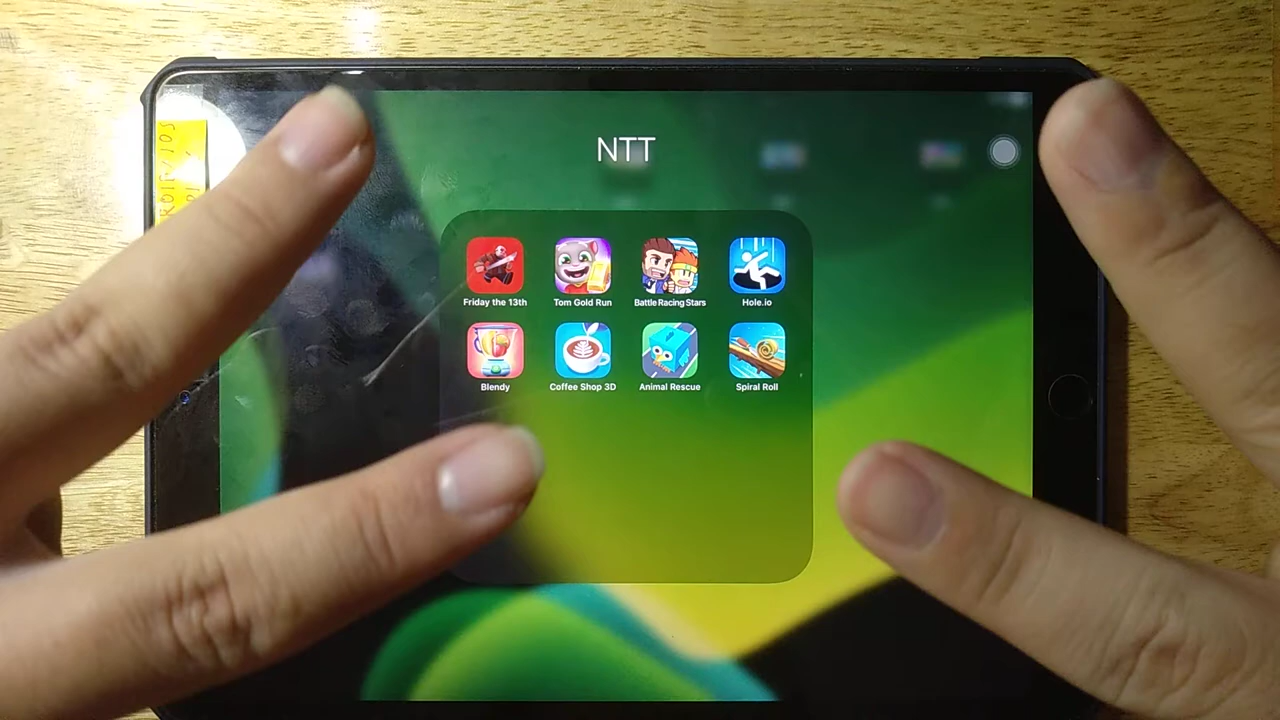 NTT
Friday the 13th
Tom Gold Run
Battle Racing Stars
Hole.io
Blendy
Coffee Shop 3D
Animal Rescue
Spiral Roll